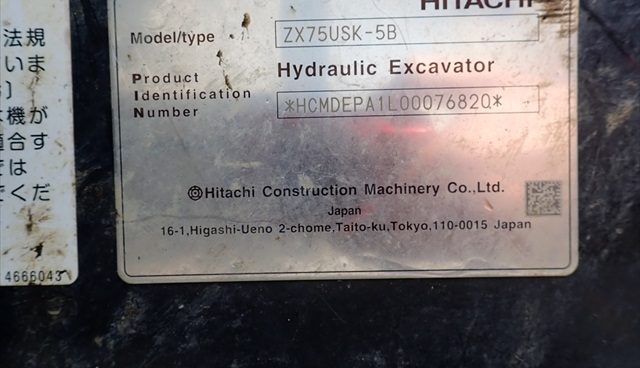 HITACHI
Model/type ZX75USK-5B
Product Hydraulic Excavator
Identification
Number *HCMDEPA1L00076820*
Hitachi Construction Machinery Co.,Ltd.
Japan
16-1,Higashi-Ueno 2-chome,Taito-ku,Tokyo,110-0015 Japan
法規
いま
機が
合す
では
くだ
4666043